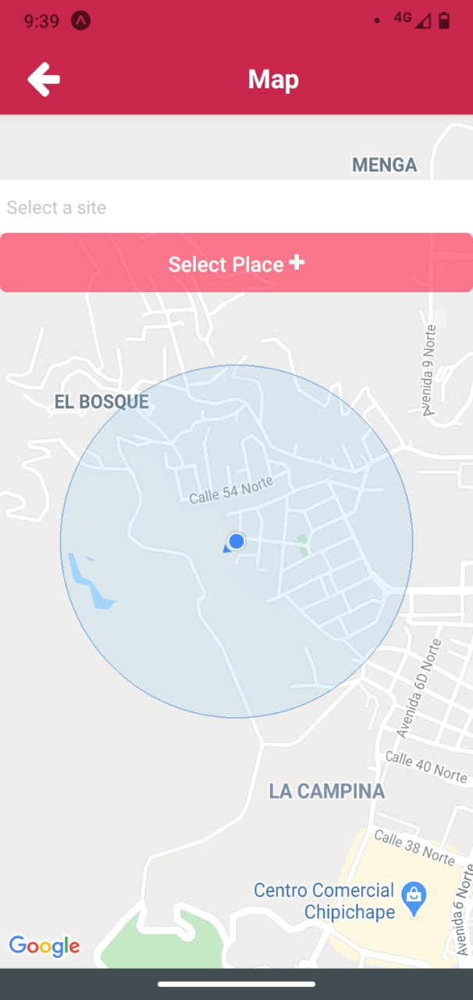 9:39
4G
Map
MENGA
Select a site
Select Place
Avenida 9 Norte
EL BOSQUE
Calle 54 Norte
Avenida 6D Norte
Calle 40 Norte
LA CAMPINA
Calle 38 Norte
Centro Comercial
Chipichape
Avenida 6 Norte
Google